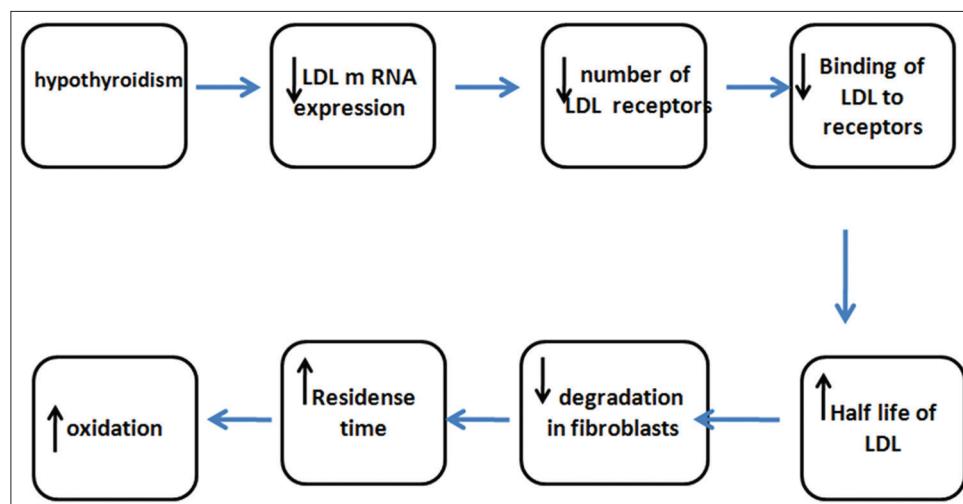 hypothyroidism
LDL m RNA
expression
number of
LDL receptors
Binding of
LDL to
receptors
Half life of
LDL
degradation
in fibroblasts
Residense
time
oxidation